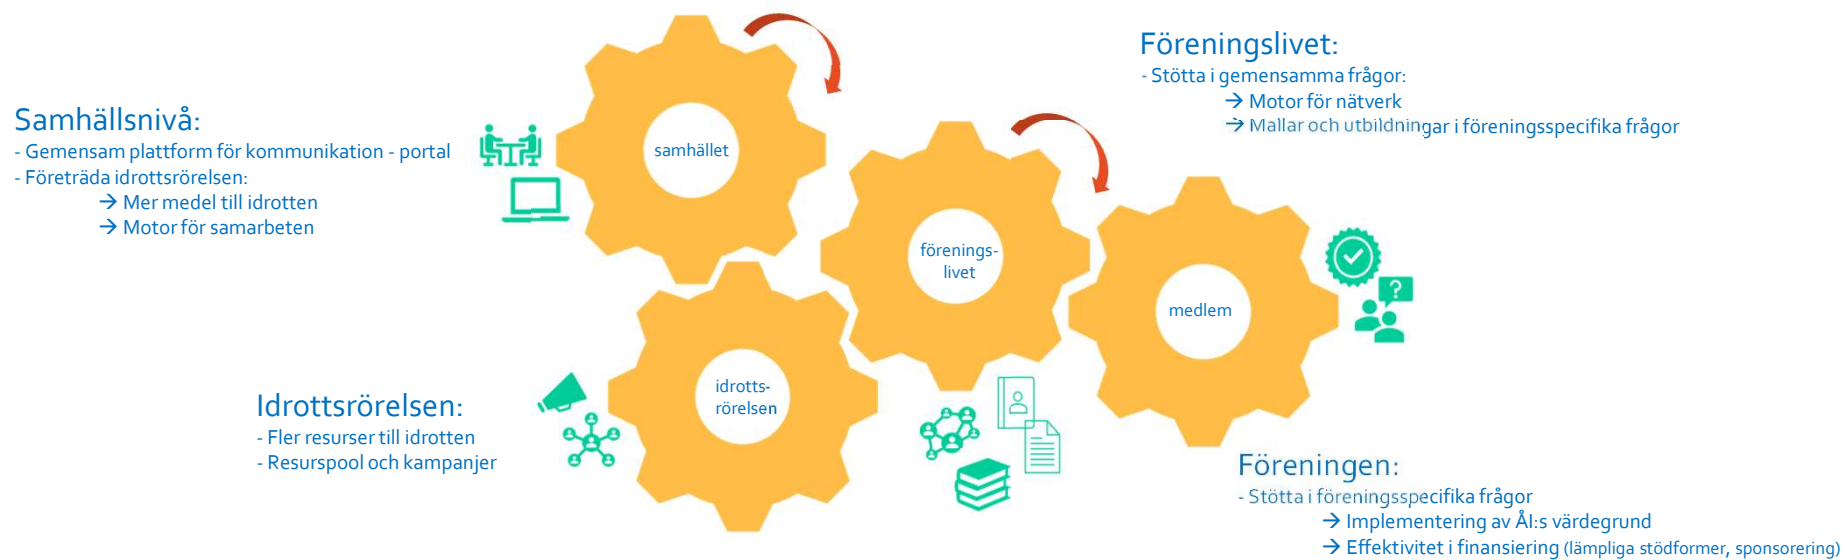 Samhällsnivå:
- Gemensam plattform för kommunikation - portal
- Företräda idrottsrörelsen:
→ Mer medel till idrotten
→ Motor för samarbeten
samhället
Föreningslivet:
- Stötta i gemensamma frågor:
→ Motor för nätverk
→ Mallar och utbildningar i föreningsspecifika frågor
förenings-
livet
medlem
Idrottsrörelsen:
- Fler resurser till idrotten
- Resurspool och kampanjer
idrotts-
rörelsen
?
Föreningen:
- Stötta i föreningsspecifika frågor
→ Implementering av ÅI:s värdegrund
→ Effektivitet i finansiering (lämpliga stödformer, sponsorering)